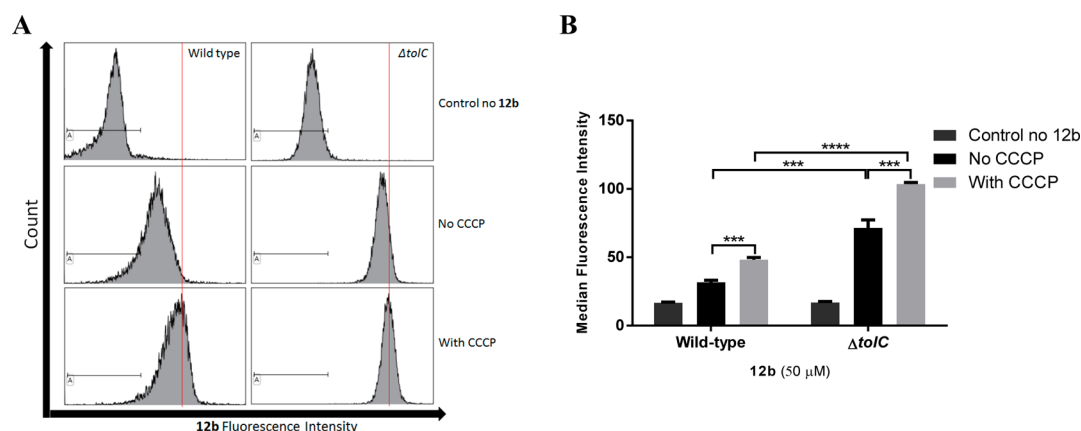 A
Wild type
ΔtolC
Control no 12b
No CCCP
With CCCP
A
A
A
A
A
A
Count
12b Fluorescence Intensity
B
Median Fluorescence Intensity
150
100
50
0
****
***
***
***
Control no 12b
No CCCP
With CCCP
Wild-type
ΔtolC
12b (50 μM)